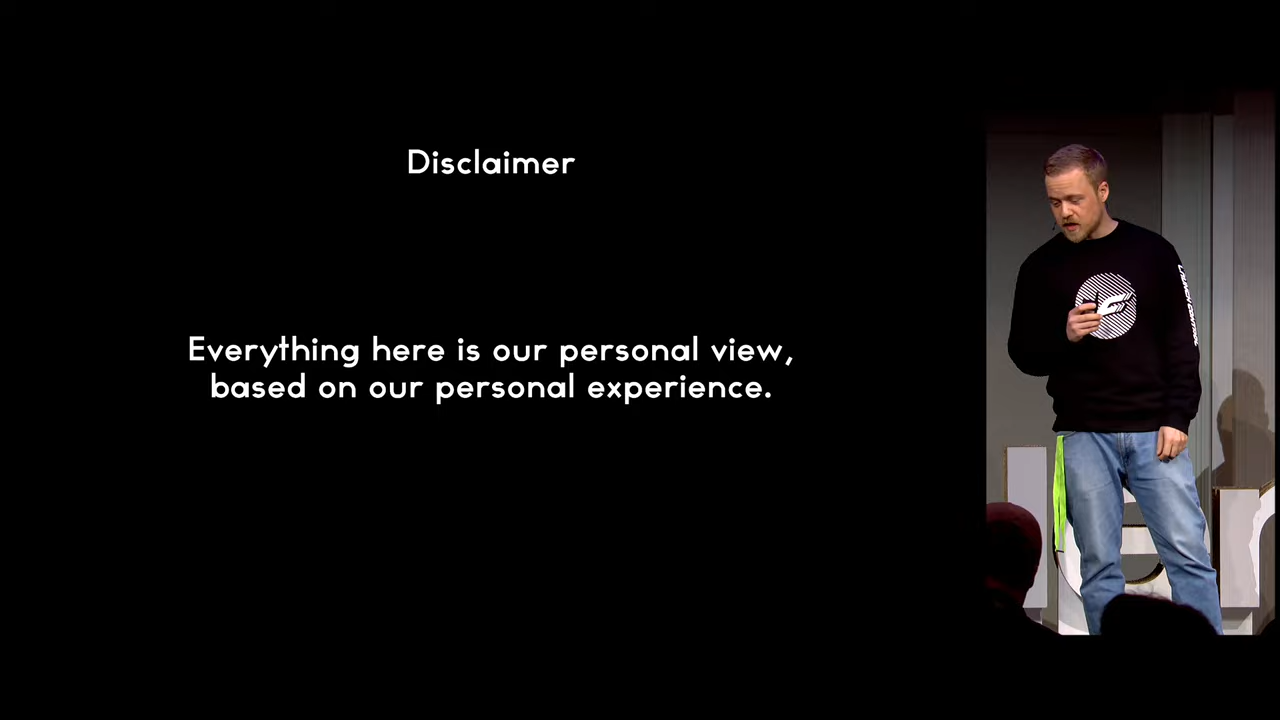 Disclaimer
Everything here is our personal view,
based on our personal experience.